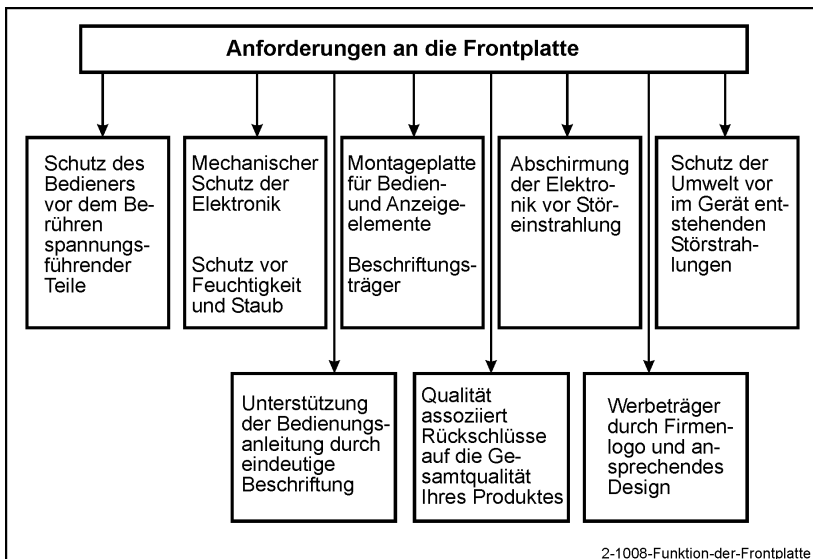 Anforderungen an die Frontplatte
Schutz des
Bedieners
vor dem Be-
rühren
spannungs-
führender
Teile
Mechanischer
Schutz der
Elektronik
Schutz vor
Feuchtigkeit
und Staub
Montageplatte
für Bedien-
und Anzeige-
elemente
Beschriftungs-
träger
Abschirmung
der Elektro-
nik vor Stör-
einstrahlung
Schutz der
Umwelt vor
im Gerät ent-
stehenden
Störstrah-
lungen
Unterstützung
der Bedienungs-
anleitung durch
eindeutige
Beschriftung
Qualität
assoziiert
Rückschlüsse
auf die Ge-
samtqualität
Ihres Produktes
Werbeträger
durch Firmen-
logo und an-
sprechendes
Design
2-1008-Funktion-der-Frontplatte